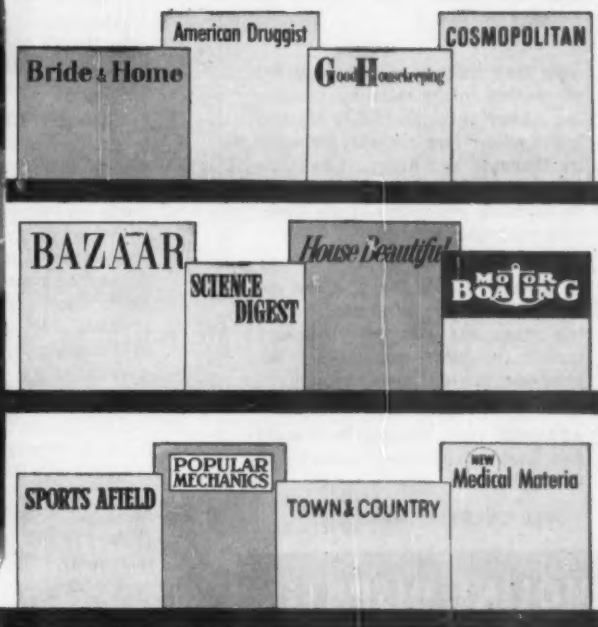 American Druggist
COSMOPOLITAN
Bride & Home
Good Housekeeping
BAZAAR
House Beautiful
SCIENCE
DIGEST
MOTOR
BOATING
SPORTS AFIELD
POPULAR
MECHANICS
TOWN & COUNTRY
NEW
Medical Materia